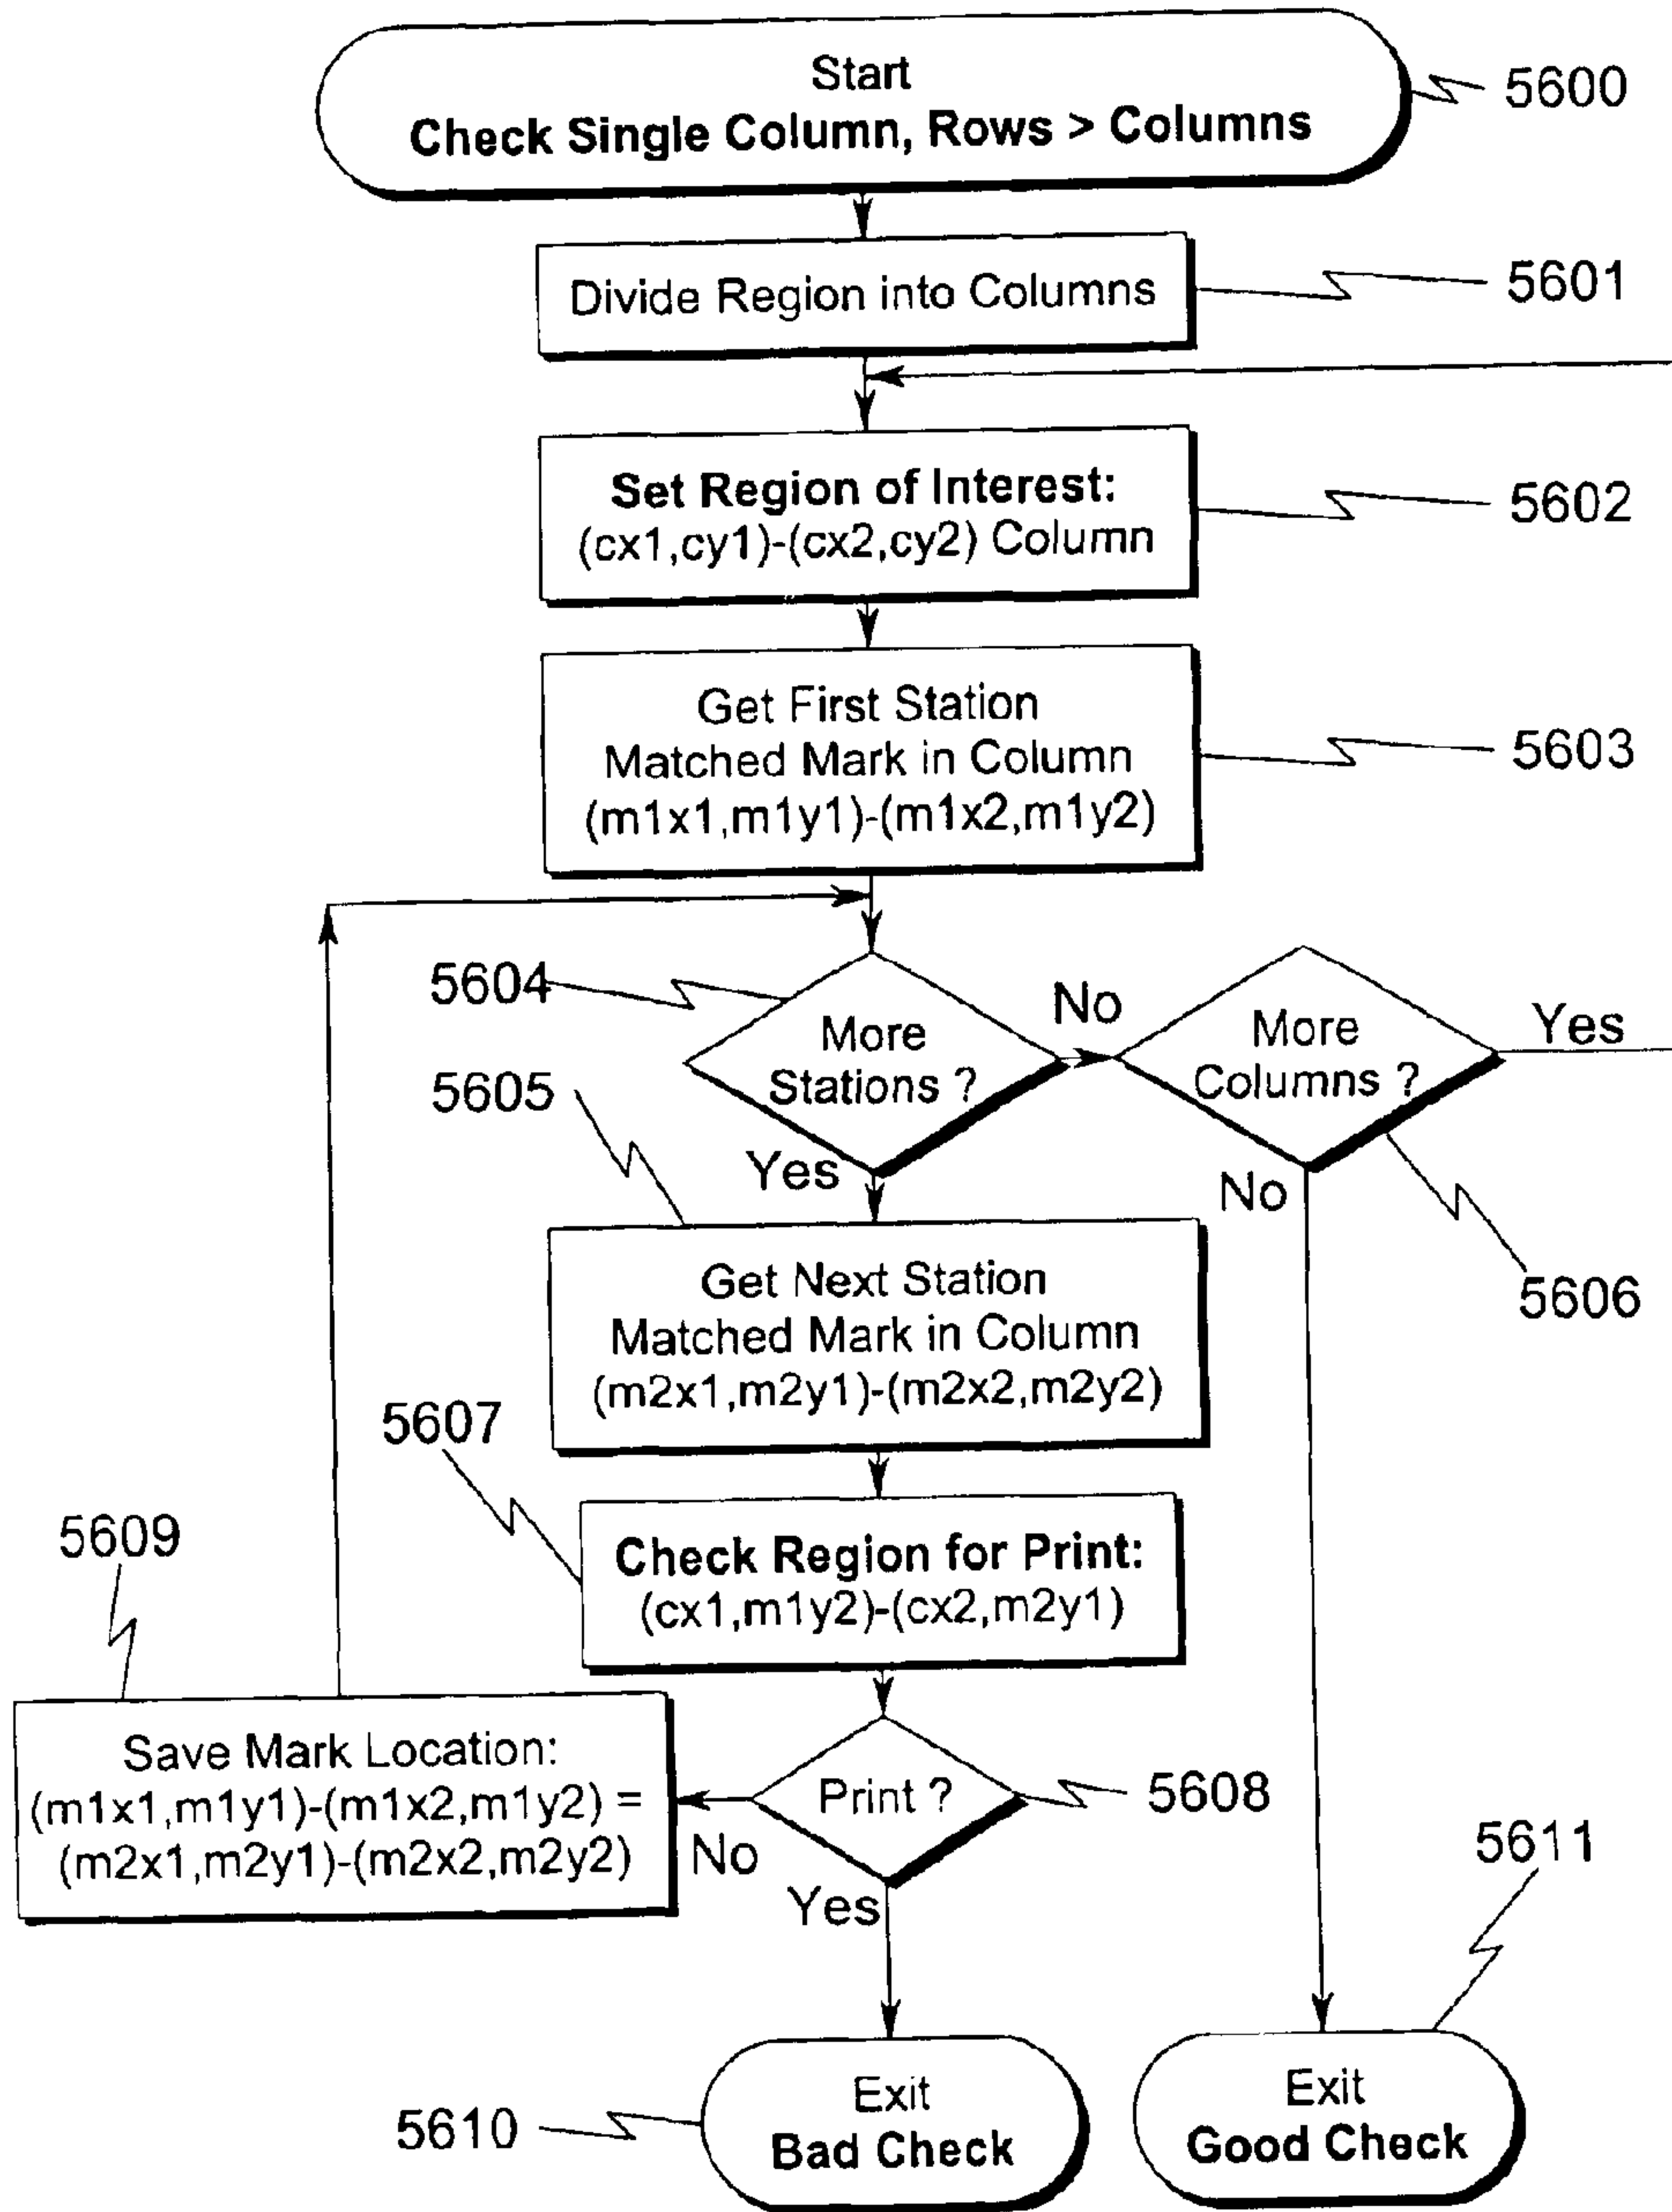 Start
Check Single Column, Rows > Columns
5600
Divide Region into Columns
5601
Set Region of Interest:
(cx1,cy1)-(cx2,cy2) Column
5602
Get First Station
Matched Mark in Column
(m1x1,m1y1)-(m1x2,m1y2)
5603
5604
More
Stations ?
No
More
Columns ?
Yes
5605
Yes
No
5606
Get Next Station
Matched Mark in Column
(m2x1,m2y1)-(m2x2,m2y2)
5607
Check Region for Print:
(cx1,m1y2)-(cx2,m2y1)
5609
Save Mark Location:
(m1x1,m1y1)-(m1x2,m1y2) =
(m2x1,m2y1)-(m2x2,m2y2)
No
Print ?
5608
Yes
5611
5610
Exit
Bad Check
Exit
Good Check